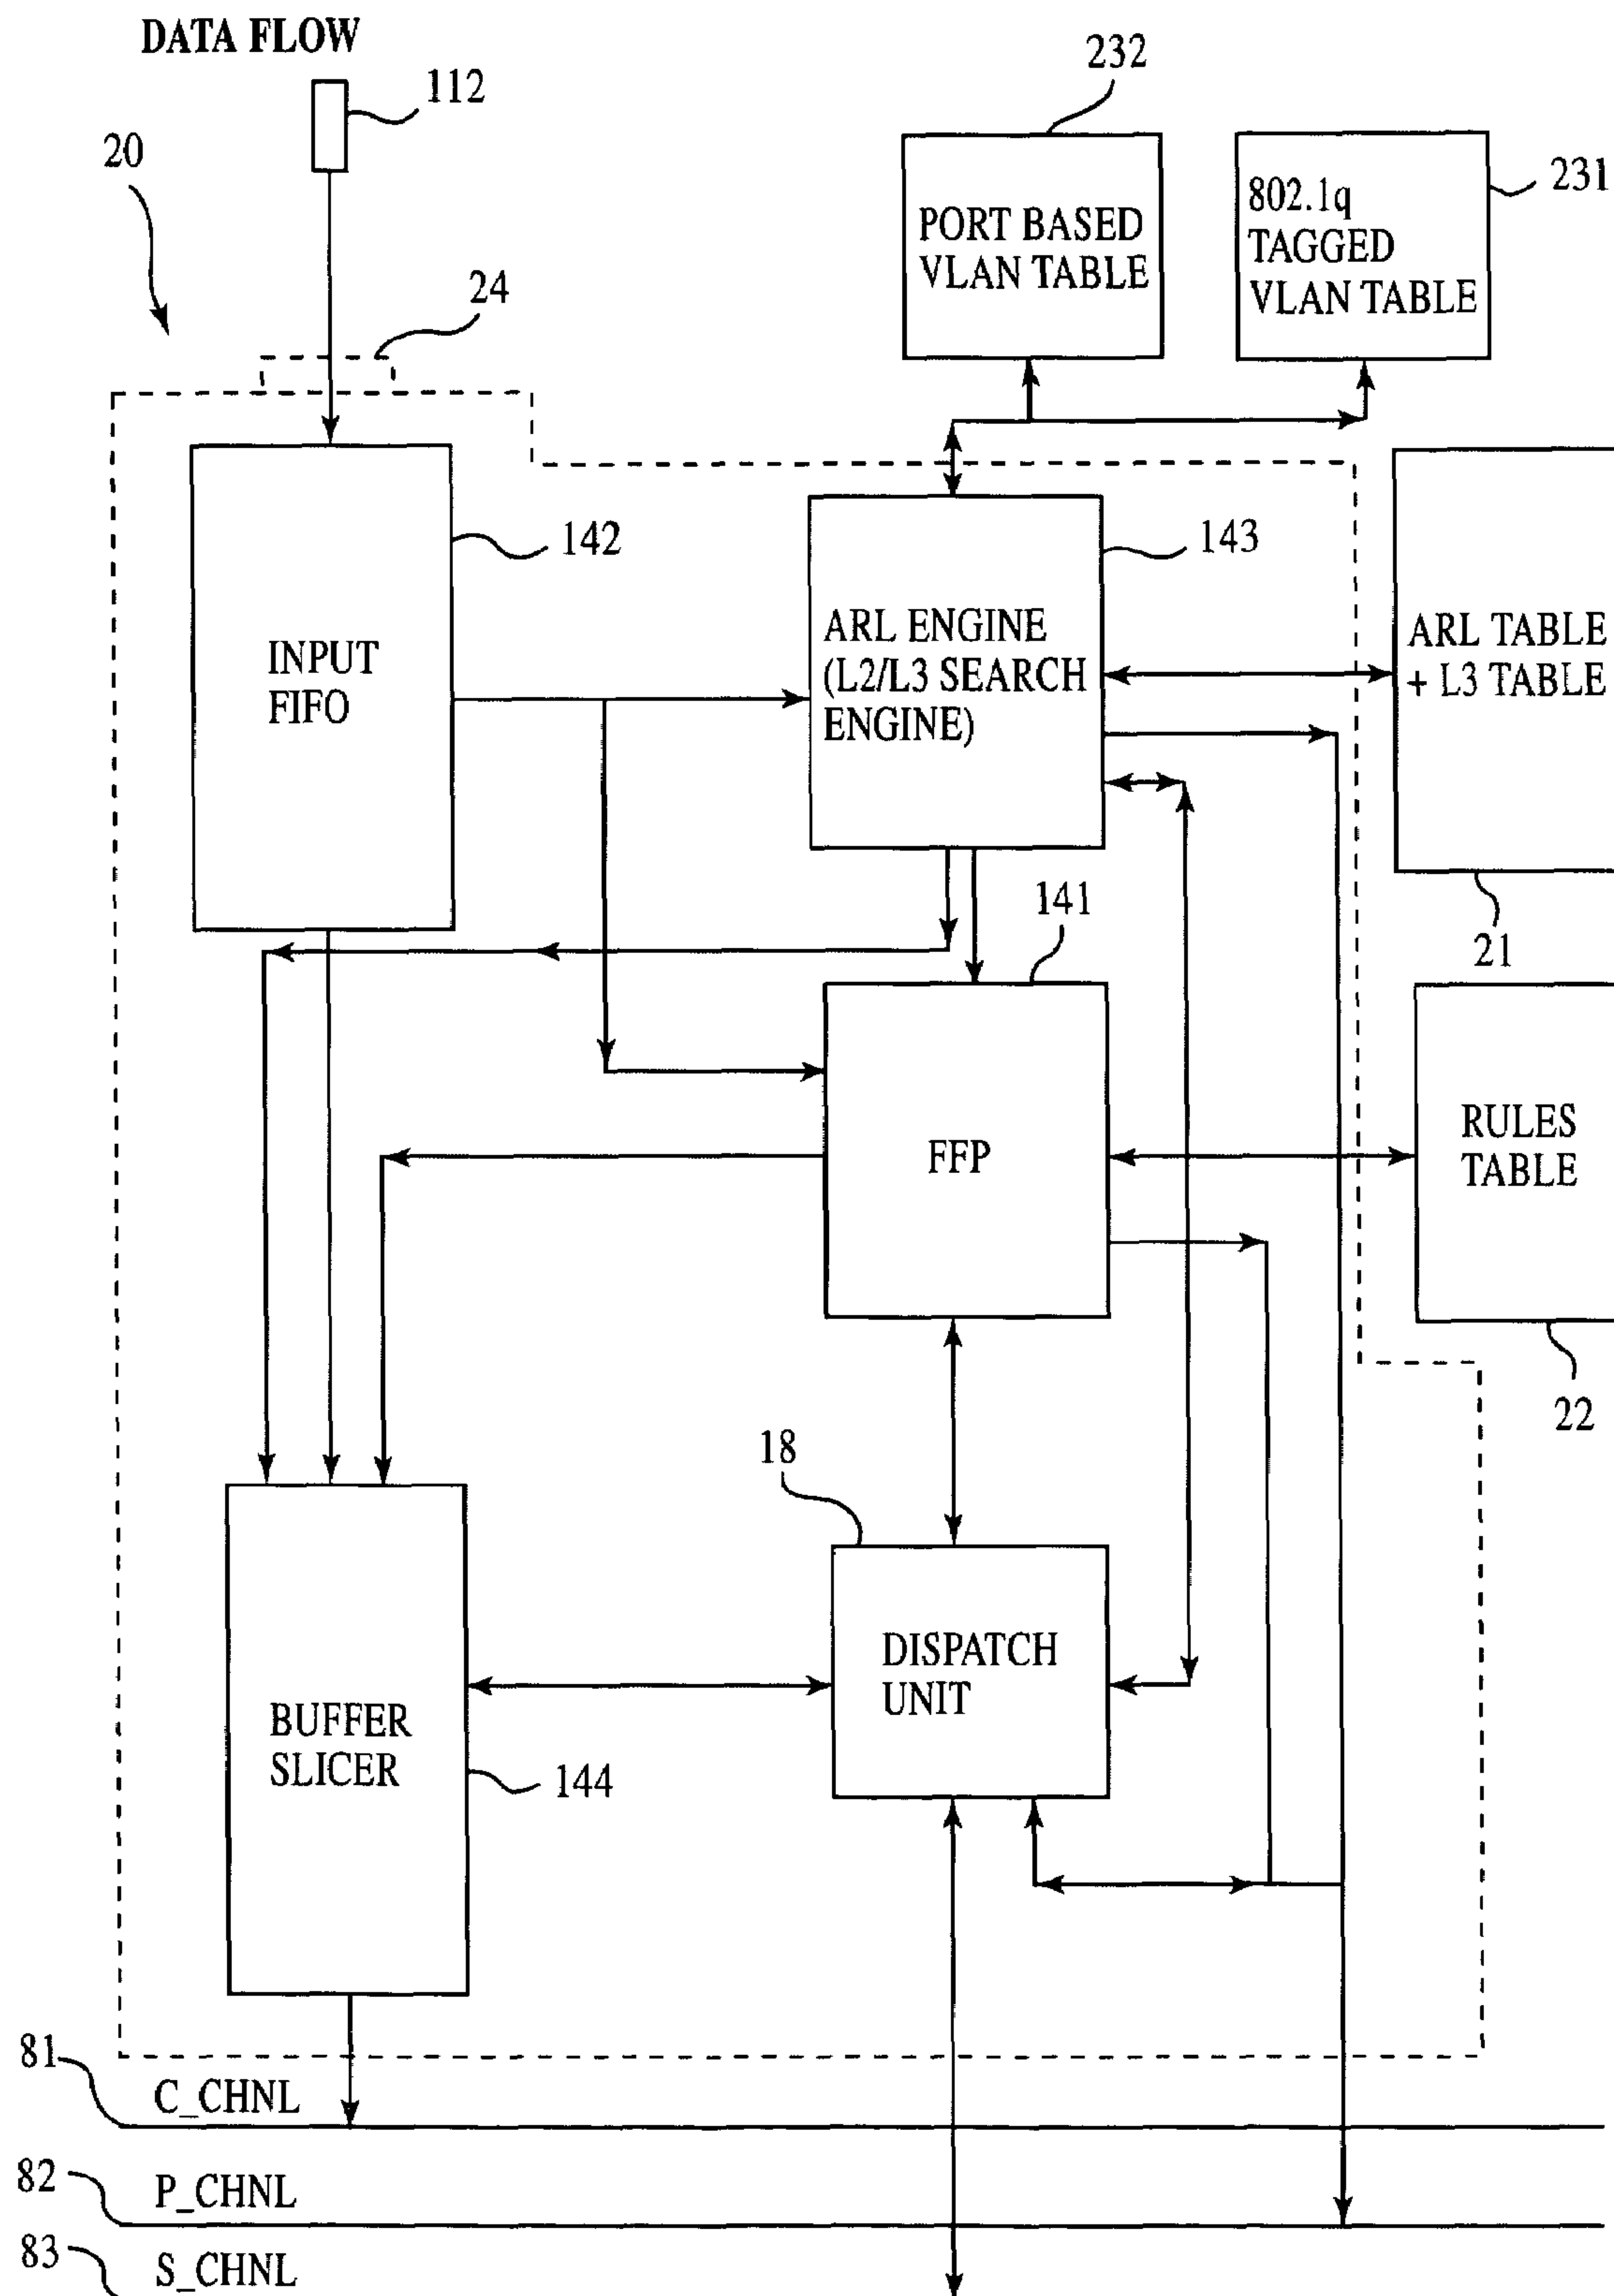 DATA FLOW
112
20
24
232
231
PORT BASED
VLAN TABLE
802.1q
TAGGED
VLAN TABLE
142
143
INPUT
FIFO
ARL ENGINE
(L2/L3 SEARCH
ENGINE)
ARL TABLE
+ L3 TABLE
21
141
FFP
RULES
TABLE
22
18
DISPATCH
UNIT
BUFFER
SLICER
144
81
C_CHNL
82
P_CHNL
83
S_CHNL